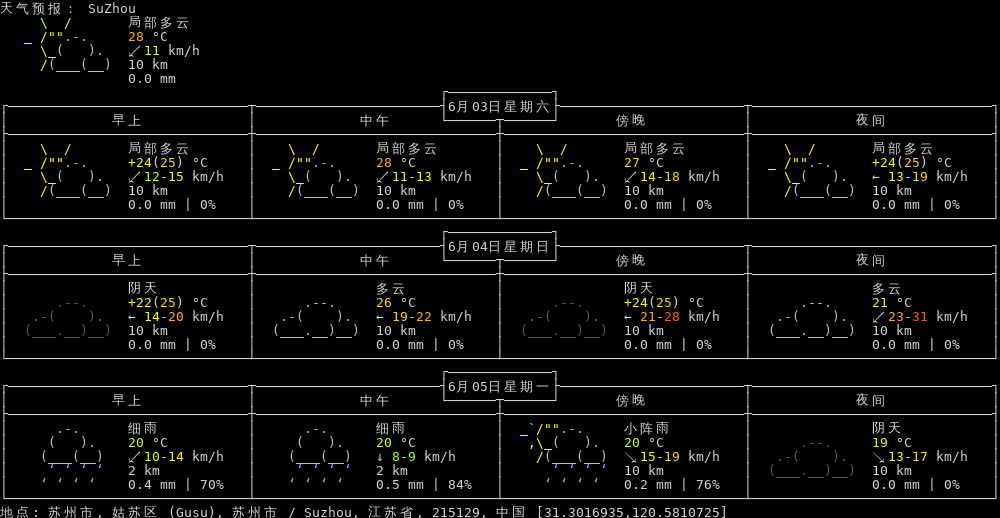 天气预报： SuZhou
局部多云
28 °C
↙11 km/h
10 km
0.0 mm
6月03日星期六
早上 中午 傍晚 夜间
局部多云 局部多云 局部多云 局部多云
+24(25) °C 28 °C 27 °C +24(25) °C
↙12-15 km/h ↙11-13 km/h ↙14-18 km/h ← 13-19 km/h
10 km 10 km 10 km 10 km
0.0 mm | 0% 0.0 mm | 0% 0.0 mm | 0% 0.0 mm | 0%
6月04日星期日
早上 中午 傍晚 夜间
阴天 多云 阴天 多云
+22(25) °C 26 °C +24(25) °C 21 °C
← 14-20 km/h ← 19-22 km/h ← 21-28 km/h ↙23-31 km/h
10 km 10 km 10 km 10 km
0.0 mm | 0% 0.0 mm | 0% 0.0 mm | 0% 0.0 mm | 0%
6月05日星期一
早上 中午 傍晚 夜间
细雨 细雨 小阵雨 阴天
20 °C 20 °C 20 °C 19 °C
↙10-14 km/h ↓ 8-9 km/h ↘15-19 km/h ↘13-17 km/h
2 km 2 km 10 km 10 km
0.4 mm | 70% 0.5 mm | 84% 0.2 mm | 76% 0.0 mm | 0%
地点: 苏州市, 姑苏区 (Gusu), 苏州市 / Suzhou, 江苏省, 215129, 中国 [31.3016935,120.5810725]